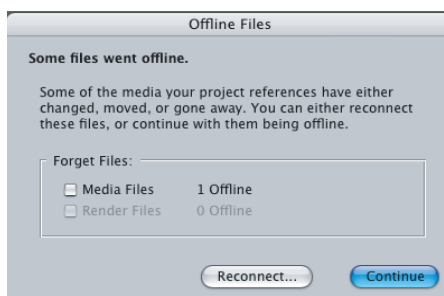 Offline Files
Some files went offline.
Some of the media your project references have either
changed, moved, or gone away. You can either reconnect
these files, or continue with them being offline.
Forget Files:
Media Files 1 Offline
Render Files 0 Offline
Reconnect... Continue